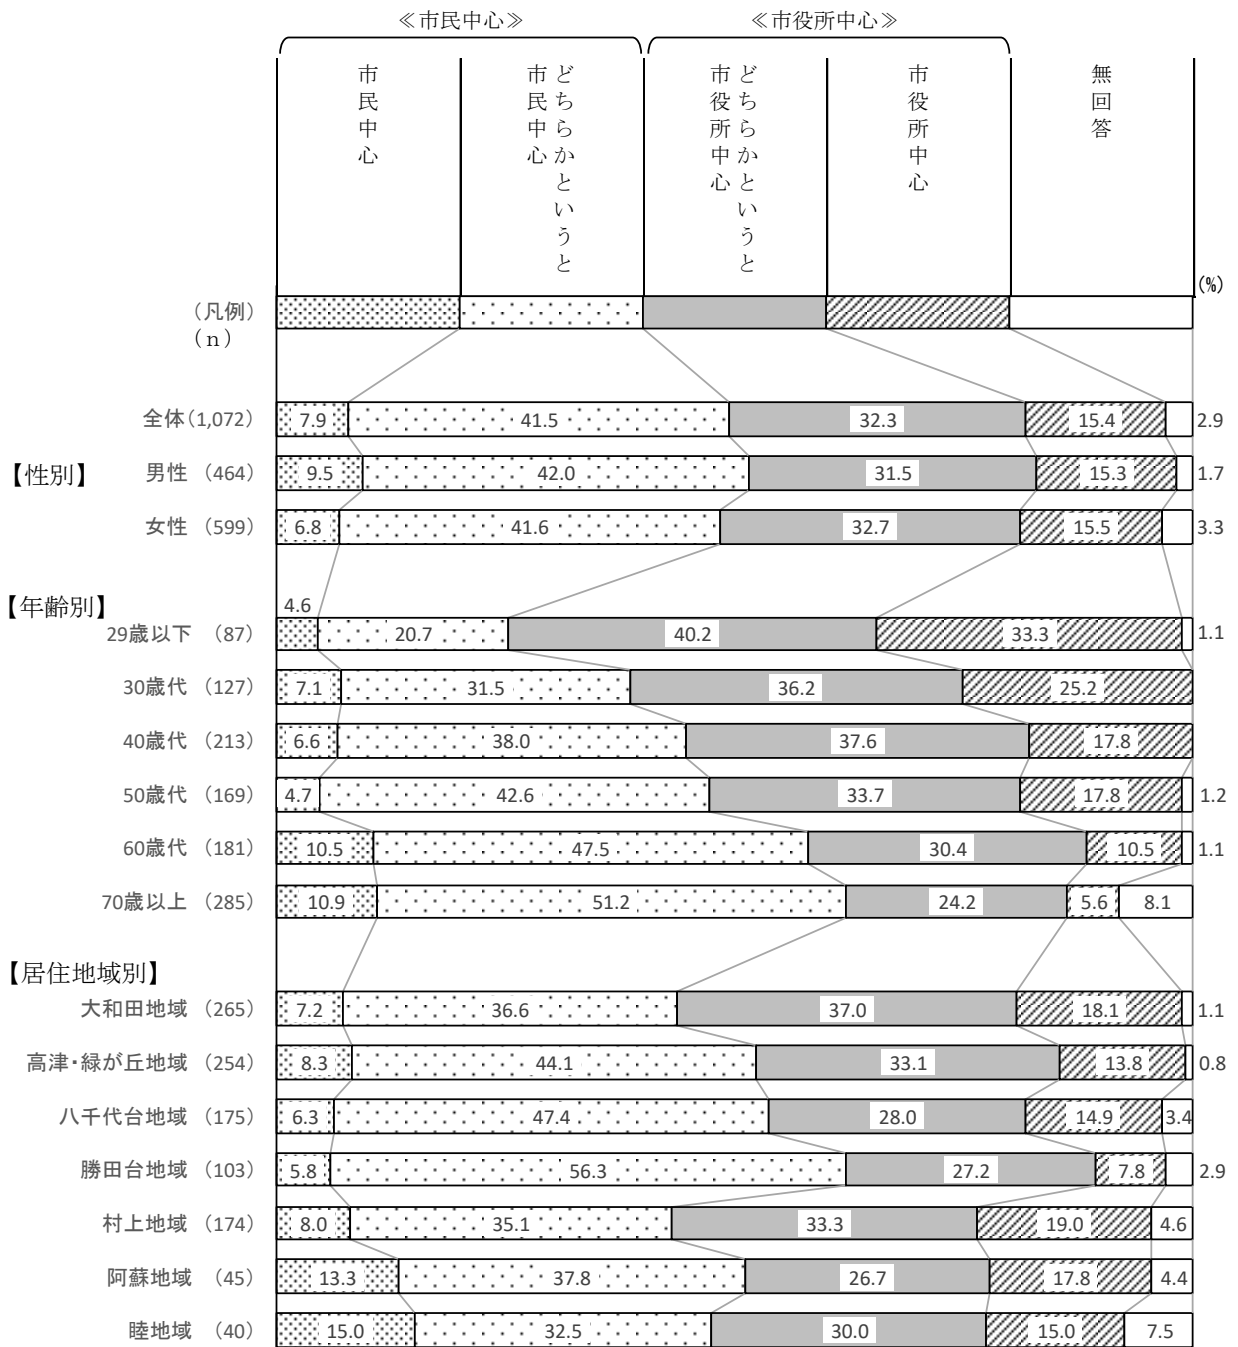 ≪市民中心≫ ≪市役所中心≫
市民中心
どちらかというと
市民中心
どちらかというと
市役所中心
市役所中心
無回答
(%)
(凡例)
(n)
全体(1,072) 7.9 41.5 32.3 15.4 2.9
【性別】 男性 (464) 9.5 42.0 31.5 15.3 1.7
女性 (599) 6.8 41.6 32.7 15.5 3.3
【年齢別】
4.6
29歳以下 (87) 20.7 40.2 33.3 1.1
30歳代 (127) 7.1 31.5 36.2 25.2
40歳代 (213) 6.6 38.0 37.6 17.8
50歳代 (169) 4.7 42.6 33.7 17.8 1.2
60歳代 (181) 10.5 47.5 30.4 10.5 1.1
70歳以上 (285) 10.9 51.2 24.2 5.6 8.1
【居住地域別】
大和田地域 (265) 7.2 36.6 37.0 18.1 1.1
高津・緑が丘地域 (254) 8.3 44.1 33.1 13.8 0.8
八千代台地域 (175) 6.3 47.4 28.0 14.9 3.4
勝田台地域 (103) 5.8 56.3 27.2 7.8 2.9
村上地域 (174) 8.0 35.1 33.3 19.0 4.6
阿蘇地域 (45) 13.3 37.8 26.7 17.8 4.4
睦地域 (40) 15.0 32.5 30.0 15.0 7.5